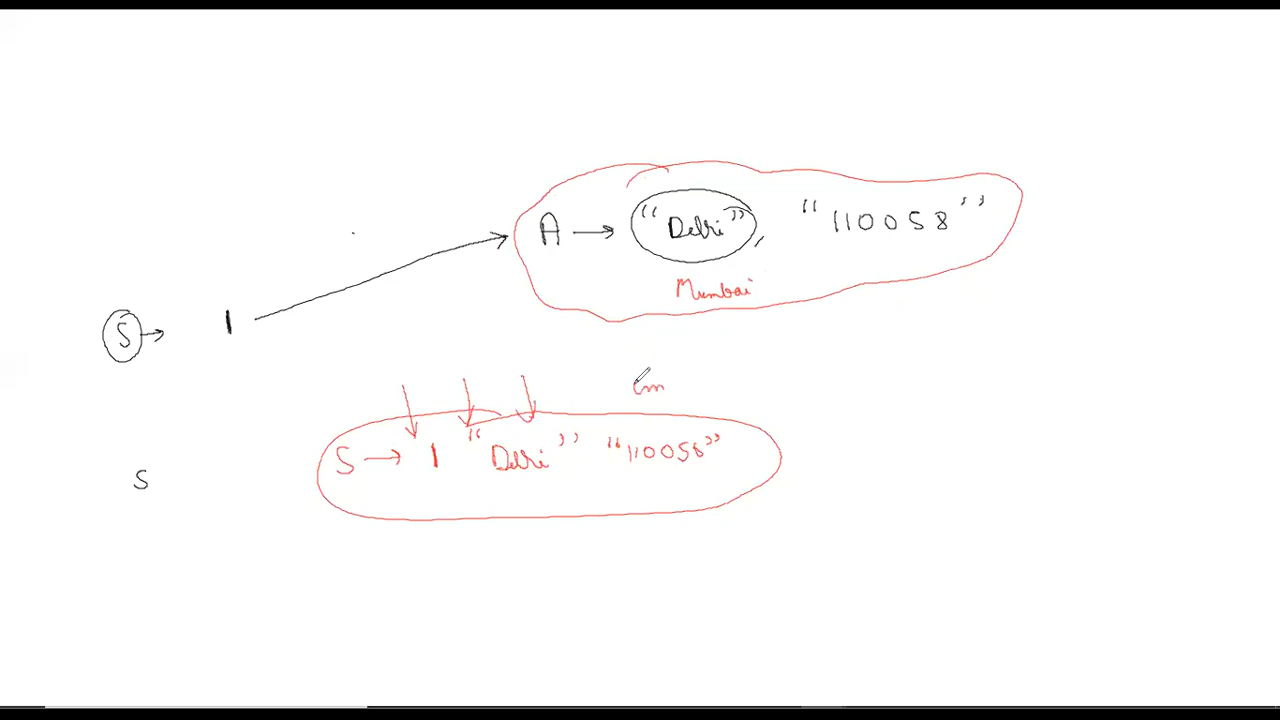 A → “Delhi”, “110058”
Mumbai
S → 1
S → 1 “Delhi” “110058”
S